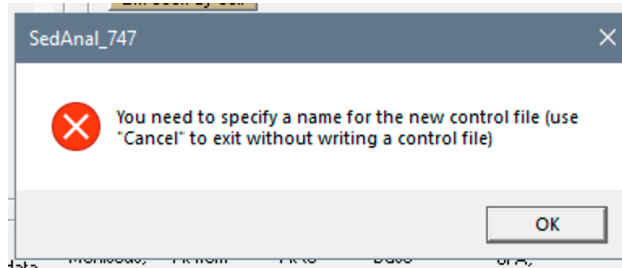 SedAnal_747
You need to specify a name for the new control file (use
"Cancel" to exit without writing a control file)
OK